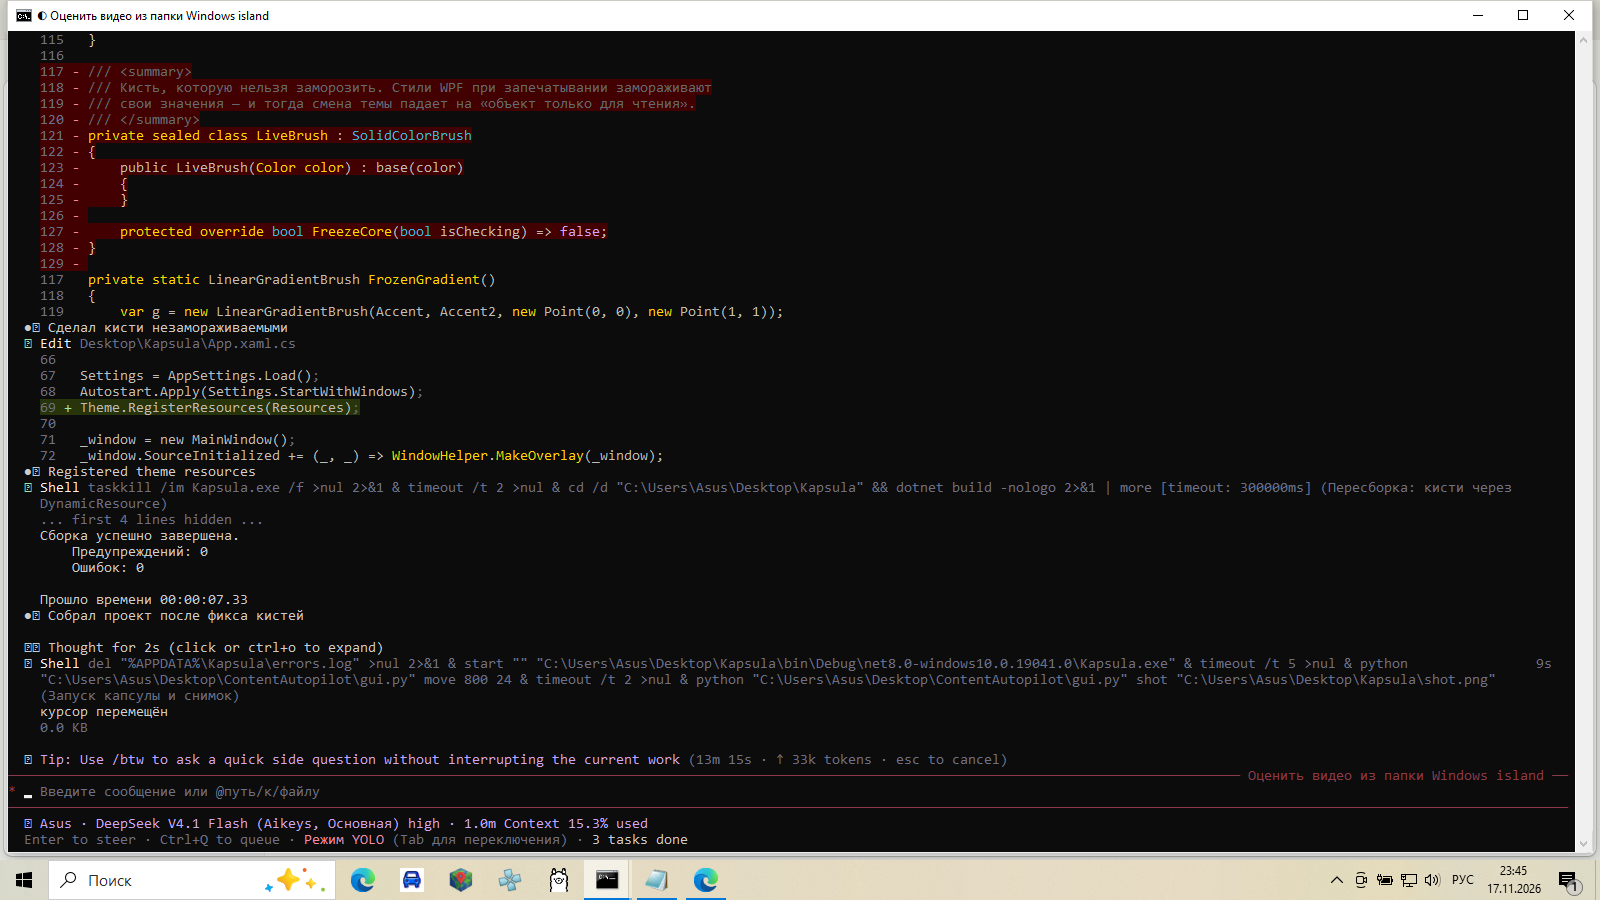 Оценить видео из папки Windows island
115 }
116
117 - /// <summary>
118 - /// Кисть, которую нельзя заморозить. Стили WPF при запечатывании замораживают
119 - /// свои значения — и тогда смена темы падает на «объект только для чтения».
120 - /// </summary>
121 - private sealed class LiveBrush : SolidColorBrush
122 - {
123 - public LiveBrush(Color color) : base(color)
124 - {
125 - }
126 -
127 - protected override bool FreezeCore(bool isChecking) => false;
128 - }
129 -
117 private static LinearGradientBrush FrozenGradient()
118 {
119 var g = new LinearGradientBrush(Accent, Accent2, new Point(0, 0), new Point(1, 1));
● Сделал кисти незамораживаемыми
Edit Desktop\Kapsula\App.xaml.cs
66
67 Settings = AppSettings.Load();
68 Autostart.Apply(Settings.StartWithWindows);
69 + Theme.RegisterResources(Resources);
70
71 _window = new MainWindow();
72 _window.SourceInitialized += (_, _) => WindowHelper.MakeOverlay(_window);
● Registered theme resources
Shell taskkill /im Kapsula.exe /f >nul 2>&1 & timeout /t 2 >nul & cd /d "C:\Users\Asus\Desktop\Kapsula" && dotnet build -nologo 2>&1 | more [timeout: 300000ms] (Пересборка: кисти через
DynamicResource)
... first 4 lines hidden ...
Сборка успешно завершена.
Предупреждений: 0
Ошибок: 0
Прошло времени 00:00:07.33
● Собрал проект после фикса кистей
Thought for 2s (click or ctrl+o to expand)
Shell del "%APPDATA%\Kapsula\errors.log" >nul 2>&1 & start "" "C:\Users\Asus\Desktop\Kapsula\bin\Debug\net8.0-windows10.0.19041.0\Kapsula.exe" & timeout /t 5 >nul & python 9s
"C:\Users\Asus\Desktop\ContentAutopilot\gui.py" move 800 24 & timeout /t 2 >nul & python "C:\Users\Asus\Desktop\ContentAutopilot\gui.py" shot "C:\Users\Asus\Desktop\Kapsula\shot.png"
(Запуск капсулы и снимок)
курсор перемещён
0.0 KB
Tip: Use /btw to ask a quick side question without interrupting the current work (13m 15s · ↑ 33k tokens · esc to cancel)
Оценить видео из папки Windows island
* Введите сообщение или @путь/к/файлу
Asus · DeepSeek V4.1 Flash (Aikeys, Основная) high · 1.0m Context 15.3% used
Enter to steer · Ctrl+Q to queue · Режим YOLO (Tab для переключения) · 3 tasks done
Поиск
РУС
23:45
17.11.2026
1